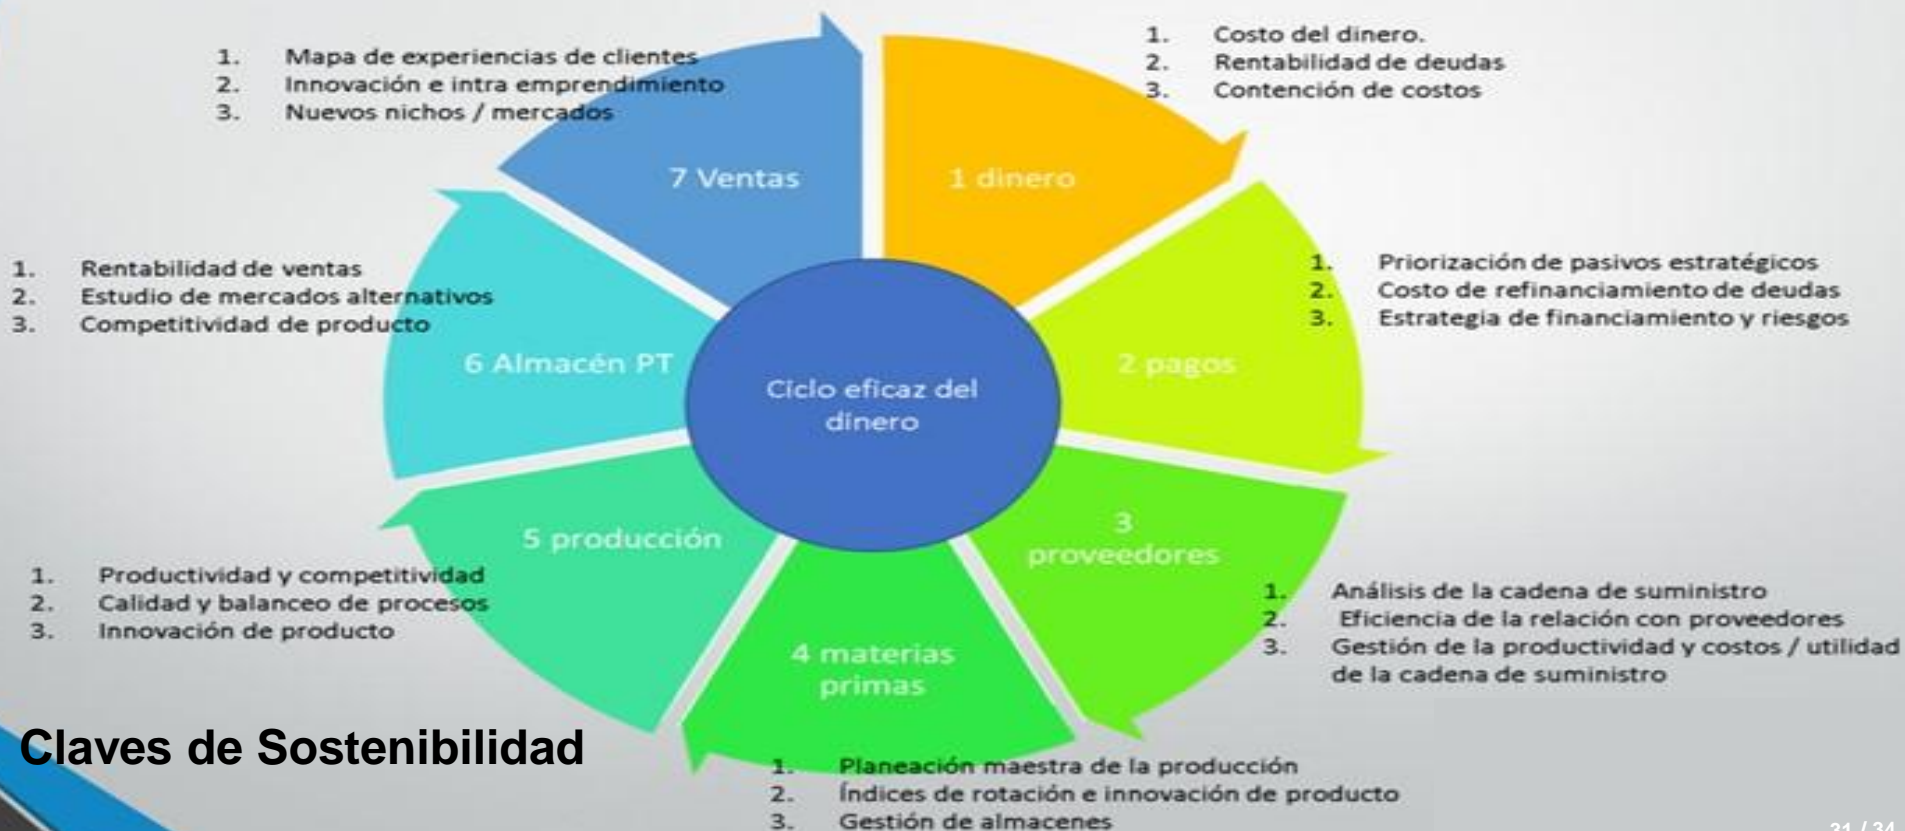 1. Costo del dinero.
2. Rentabilidad de deudas
3. Contención de costos
1 dinero
1. Priorización de pasivos estratégicos
2. Costo de refinanciamiento de deudas
3. Estrategia de financiamiento y riesgos
2 pagos
3
proveedores
1. Análisis de la cadena de suministro
2. Eficiencia de la relación con proveedores
3. Gestión de la productividad y costos / utilidad
de la cadena de suministro
4 materias
primas
1. Planeación maestra de la producción
2. Índices de rotación e innovación de producto
3. Gestión de almacenes
5 producción
1. Productividad y competitividad
2. Calidad y balanceo de procesos
3. Innovación de producto
6 Almacén PT
1. Rentabilidad de ventas
2. Estudio de mercados alternativos
3. Competitividad de producto
7 Ventas
1. Mapa de experiencias de clientes
2. Innovación e intra emprendimiento
3. Nuevos nichos / mercados
Ciclo eficaz del
dinero
Claves de Sostenibilidad
21 / 34